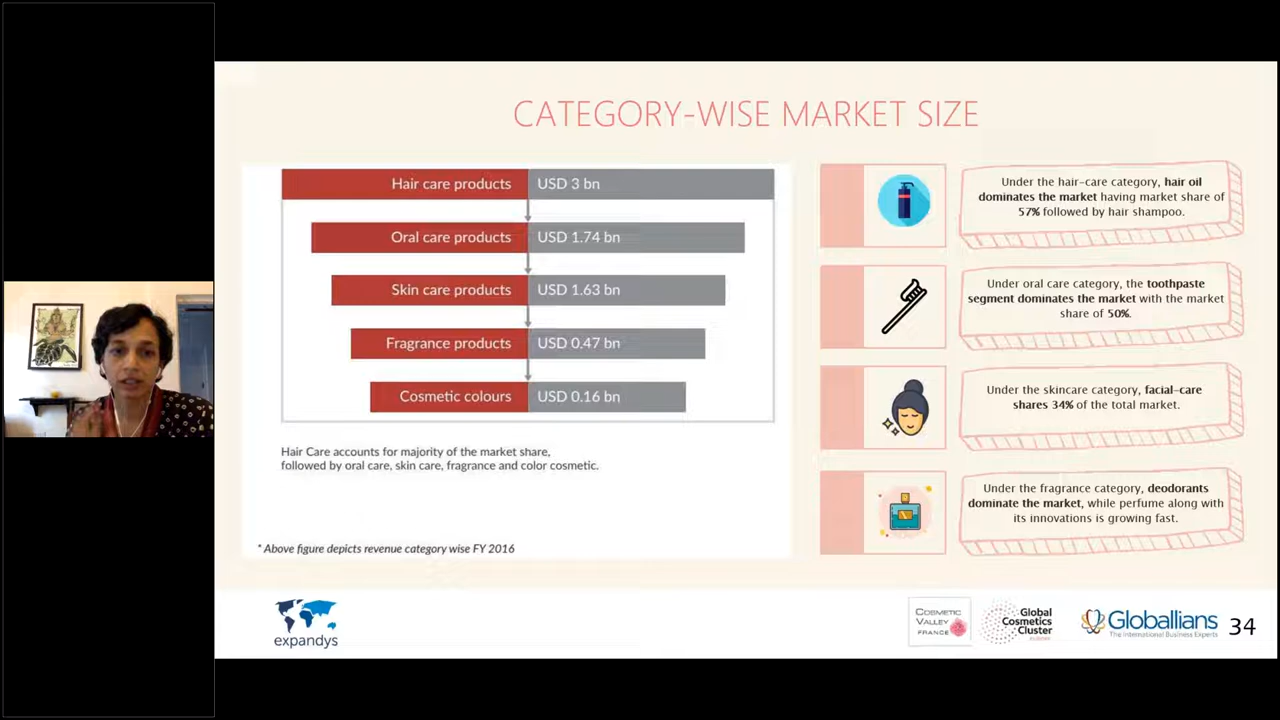 CATEGORY-WISE MARKET SIZE
Hair care products USD 3 bn
Oral care products USD 1.74 bn
Skin care products USD 1.63 bn
Fragrance products USD 0.47 bn
Cosmetic colours USD 0.16 bn
Hair Care accounts for majority of the market share,
followed by oral care, skin care, fragrance and color cosmetic.
* Above figure depicts revenue category wise FY 2016
Under the hair-care category, hair oil
dominates the market having market share of
57% followed by hair shampoo.
Under oral care category, the toothpaste
segment dominates the market with the market
share of 50%.
Under the skincare category, facial-care
shares 34% of the total market.
Under the fragrance category, deodorants
dominate the market, while perfume along with
its innovations is growing fast.
expandys
COSMETIC
VALLEY
FRANCE
Global
Cosmetics
Cluster
Globallians
The International Business Experts
34